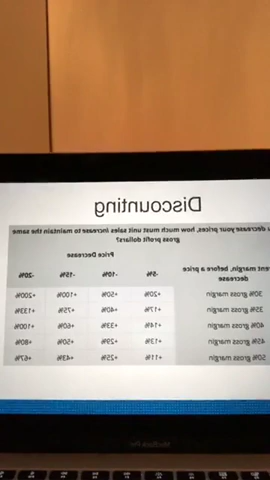 Discounting
decrease your prices, how much must unit sales increase to maintain the same
gross profit dollars?
Price Decrease
margin, before a price
decrease -5% -10% -15% -20%
30% gross margin +20% +50% +100% +200%
35% gross margin +17% +40% +75% +133%
40% gross margin +14% +33% +60% +100%
45% gross margin +13% +29% +50% +80%
50% gross margin +11% +25% +43% +67%
MacBook Pro